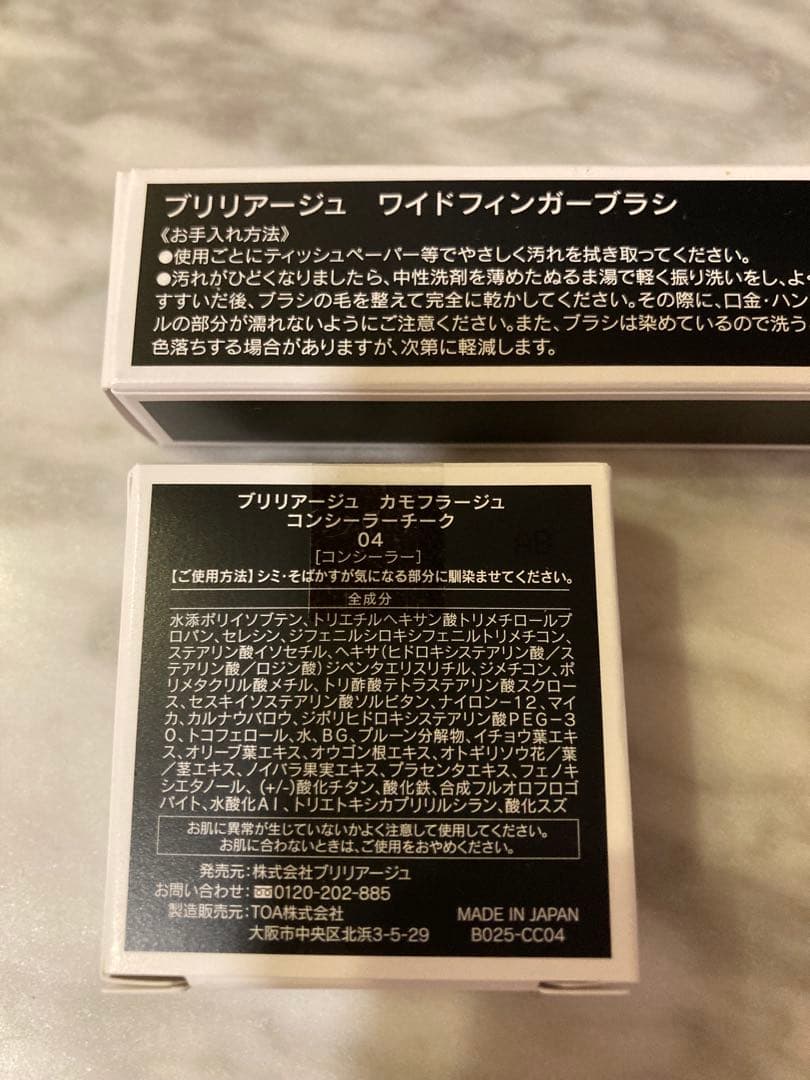 ブリリアージュ　ワイドフィンガーブラシ
《お手入れ方法》
●使用ごとにティッシュペーパー等でやさしく汚れを拭き取ってください。
●汚れがひどくなりましたら、中性洗剤を薄めたぬるま湯で軽く振り洗いをし、よく
すすいだ後、ブラシの毛を整えて完全に乾かしてください。その際に、口金・ハン
ルの部分が濡れないようにご注意ください。また、ブラシは染めているので洗う
色落ちする場合がありますが、次第に軽減します。
ブリリアージュ　カモフラージュ
コンシーラーチーク
04
[コンシーラー]
【ご使用方法】シミ・そばかすが気になる部分に馴染ませてください。
全成分
水添ポリイソブテン、トリエチルヘキサン酸トリメチロールプ
ロパン、セレシン、ジフェニルシロキシフェニルトリメチコン、
ステアリン酸イソセチル、ヘキサ(ヒドロキシステアリン酸／ス
テアリン酸／ロジン酸)ジペンタエリスリチル、ジメチコン、ポ
リメタクリル酸メチル、トリ酢酸テトラステアリン酸スクロー
ス、セスキイソステアリン酸ソルビタン、ナイロン－12、マイ
カ、カルナウバロウ、ジポリヒドロキシステアリン酸PEG－3
0、トコフェロール、水、BG、プルーン分解物、イチョウ葉エキ
ス、オリーブ葉エキス、オウゴン根エキス、オトギリソウ花／葉
／茎エキス、ノイバラ果実エキス、プラセンタエキス、フェノキ
シエタノール、(+/-)酸化チタン、酸化鉄、合成フルオロフロゴ
パイト、水酸化Al、トリエトキシカプリリルシラン、酸化スズ
お肌に異常が生じていないかよく注意して使用してください。
お肌に合わないときは、ご使用をおやめください。
発売元：株式会社ブリリアージュ
お問い合わせ：0120-202-885
製造販売元：TOA株式会社
大阪市中央区北浜3-5-29
MADE IN JAPAN
B025-CC04